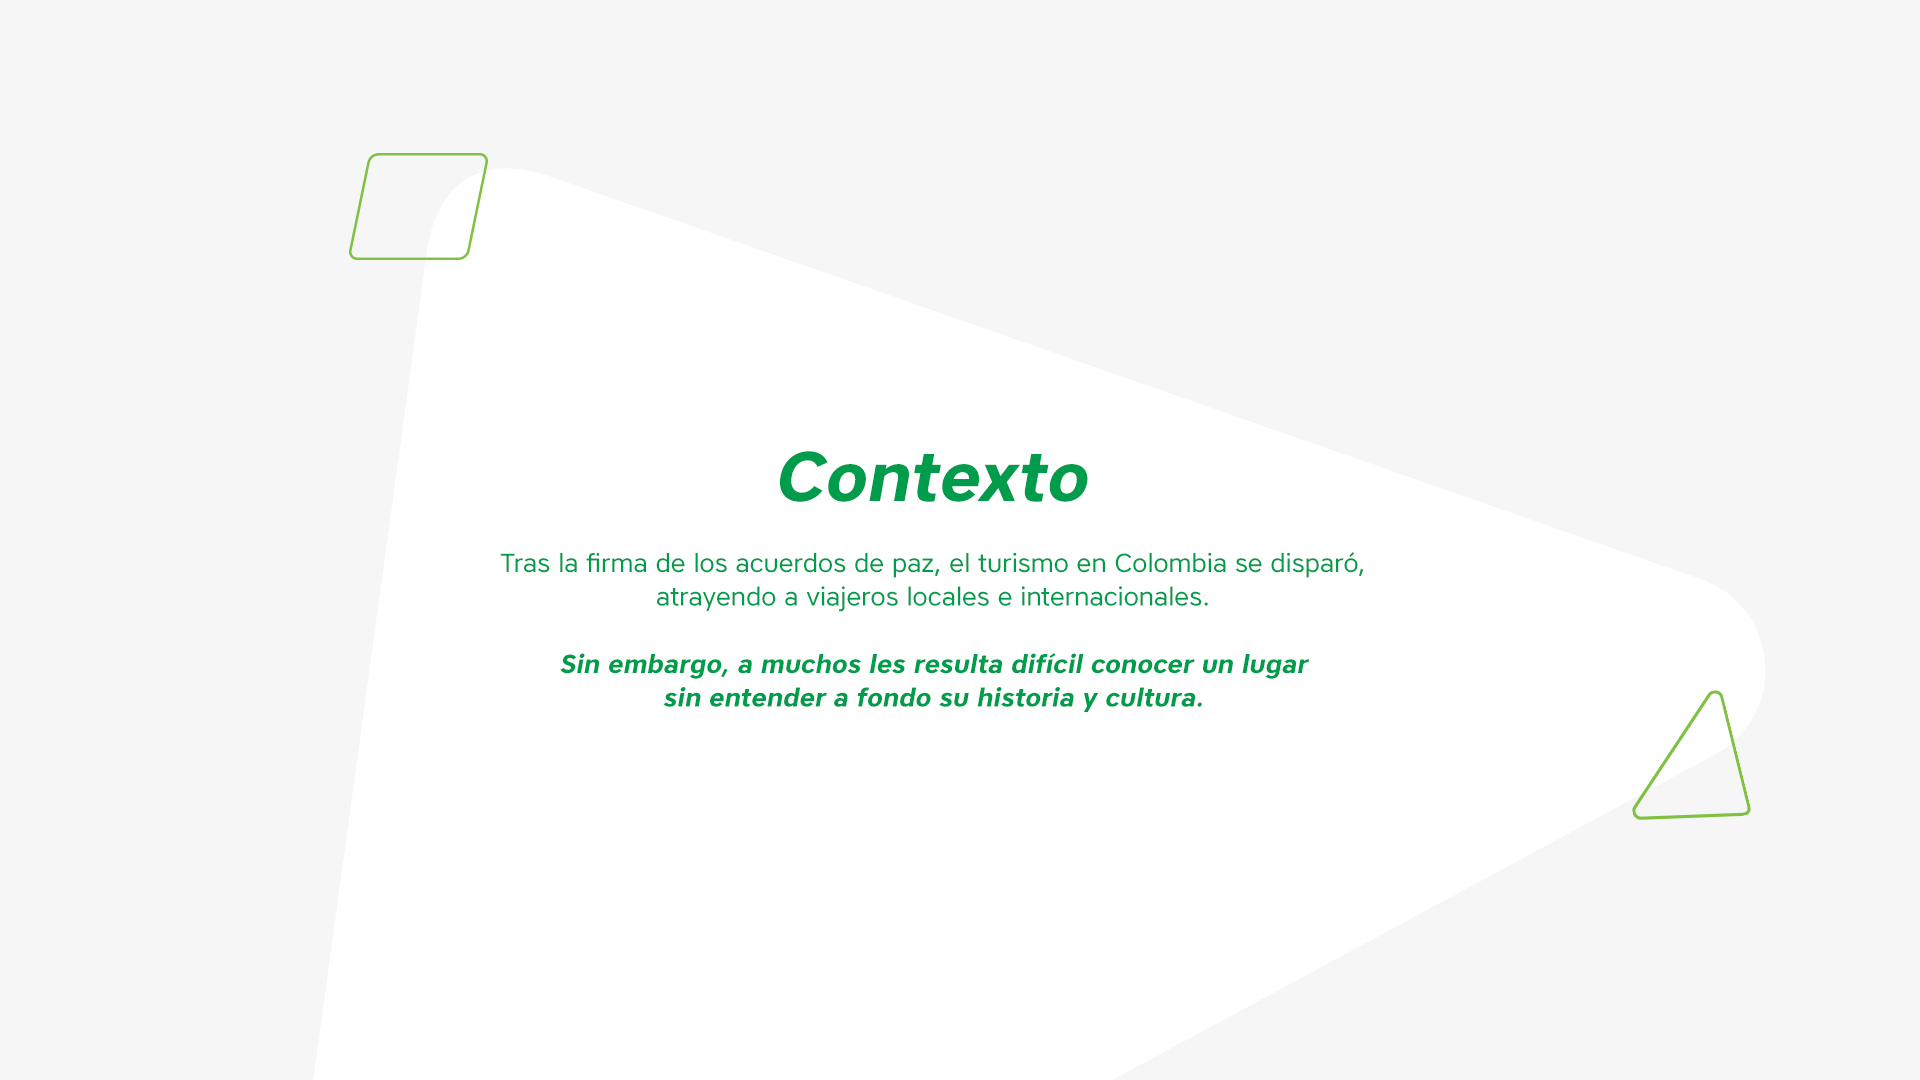 Contexto
Tras la firma de los acuerdos de paz, el turismo en Colombia se disparó,
atrayendo a viajeros locales e internacionales.
Sin embargo, a muchos les resulta difícil conocer un lugar
sin entender a fondo su historia y cultura.